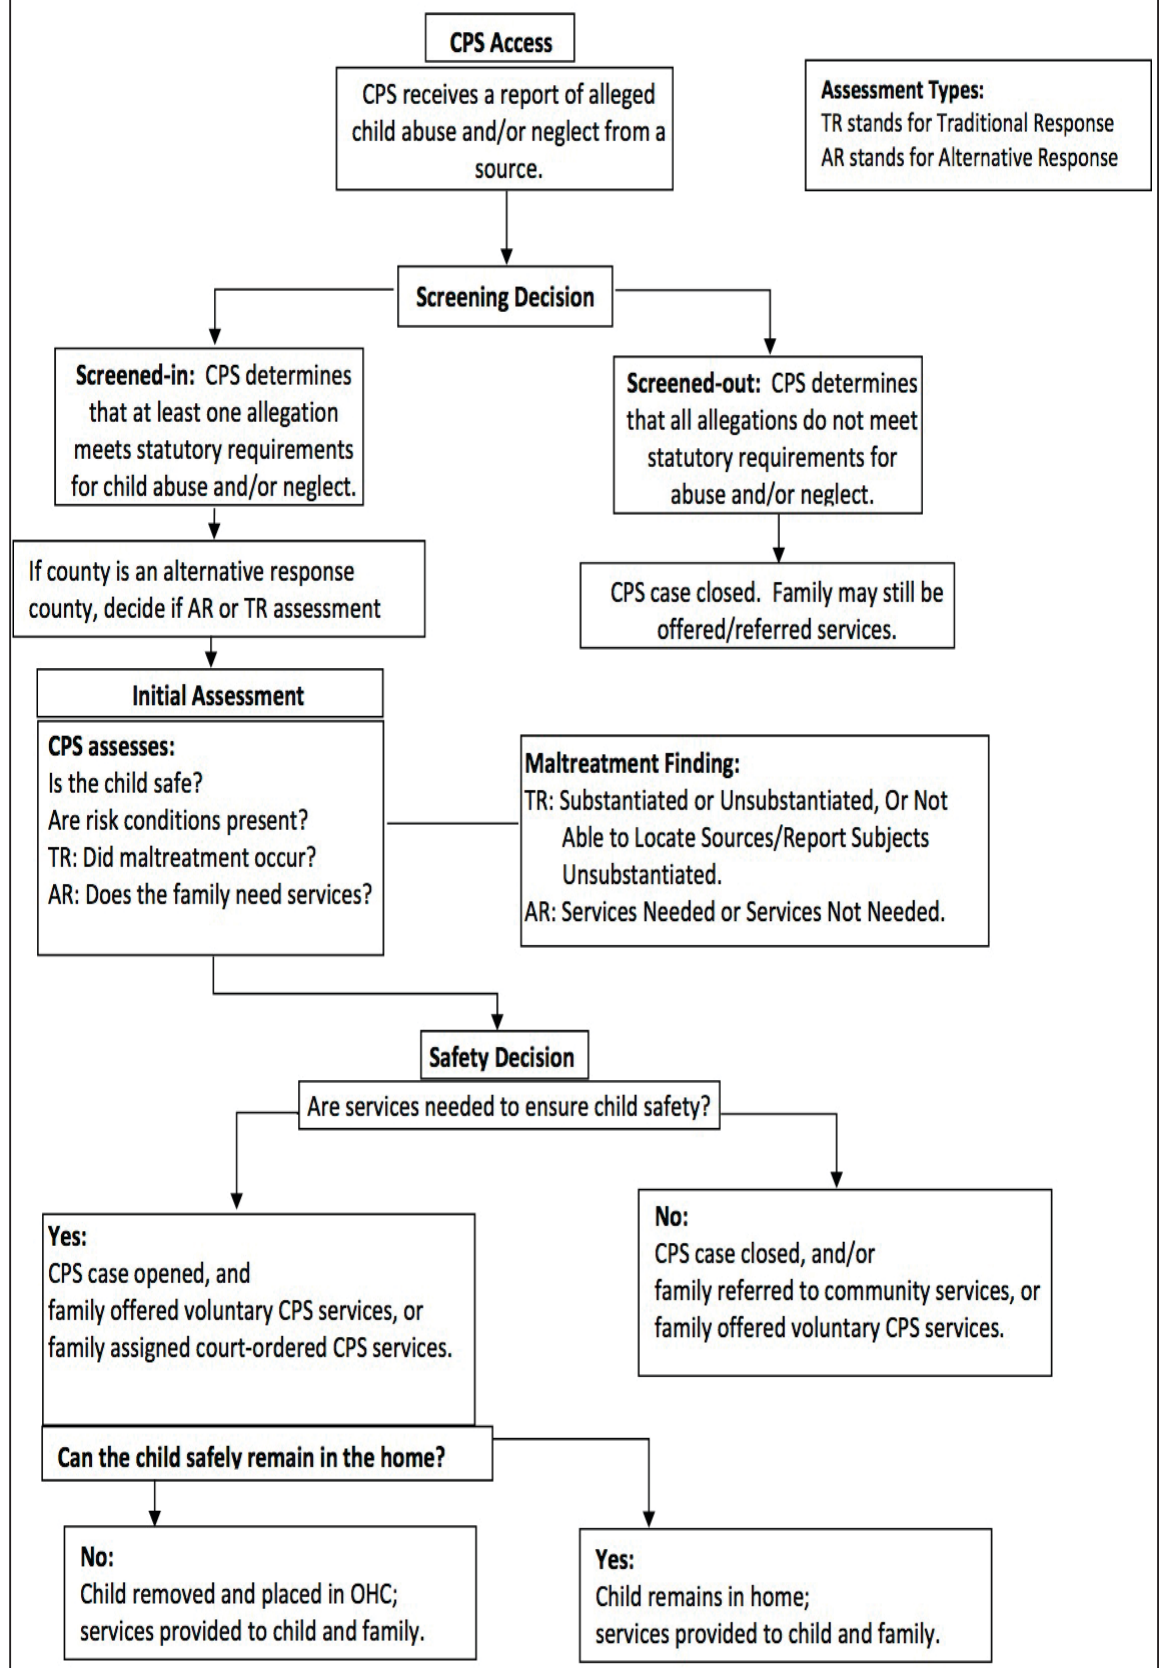 CPS Access
CPS receives a report of alleged
child abuse and/or neglect from a
source.
Assessment Types:
TR stands for Traditional Response
AR stands for Alternative Response
Screening Decision
Screened-in: CPS determines
that at least one allegation
meets statutory requirements
for child abuse and/or neglect.
Screened-out: CPS determines
that all allegations do not meet
statutory requirements for
abuse and/or neglect.
If county is an alternative response
county, decide if AR or TR assessment
CPS case closed. Family may still be
offered/referred services.
Initial Assessment
CPS assesses:
Is the child safe?
Are risk conditions present?
TR: Did maltreatment occur?
AR: Does the family need services?
Maltreatment Finding:
TR: Substantiated or Unsubstantiated, Or Not
Able to Locate Sources/Report Subjects
Unsubstantiated.
AR: Services Needed or Services Not Needed.
Safety Decision
Are services needed to ensure child safety?
Yes:
CPS case opened, and
family offered voluntary CPS services, or
family assigned court-ordered CPS services.
No:
CPS case closed, and/or
family referred to community services, or
family offered voluntary CPS services.
Can the child safely remain in the home?
No:
Child removed and placed in OHC;
services provided to child and family.
Yes:
Child remains in home;
services provided to child and family.